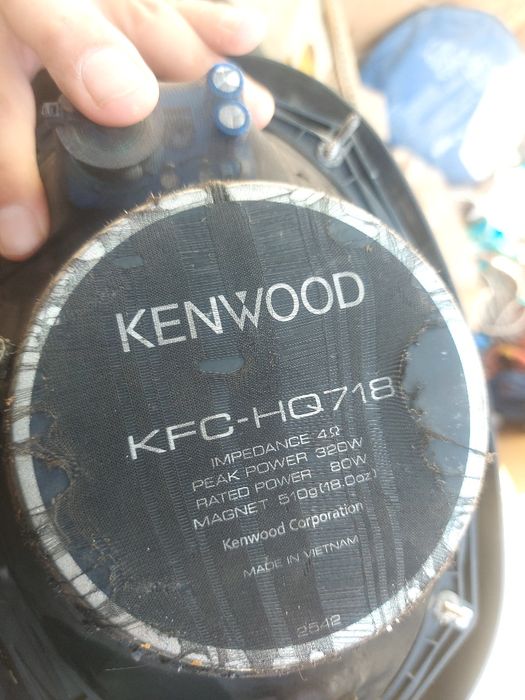 KENWOOD
KFC-HQ718
IMPEDANCE 4Ω
PEAK POWER 320W
RATED POWER 80W
MAGNET 510g(18.0oz)
Kenwood Corporation
MADE IN VIETNAM
2542